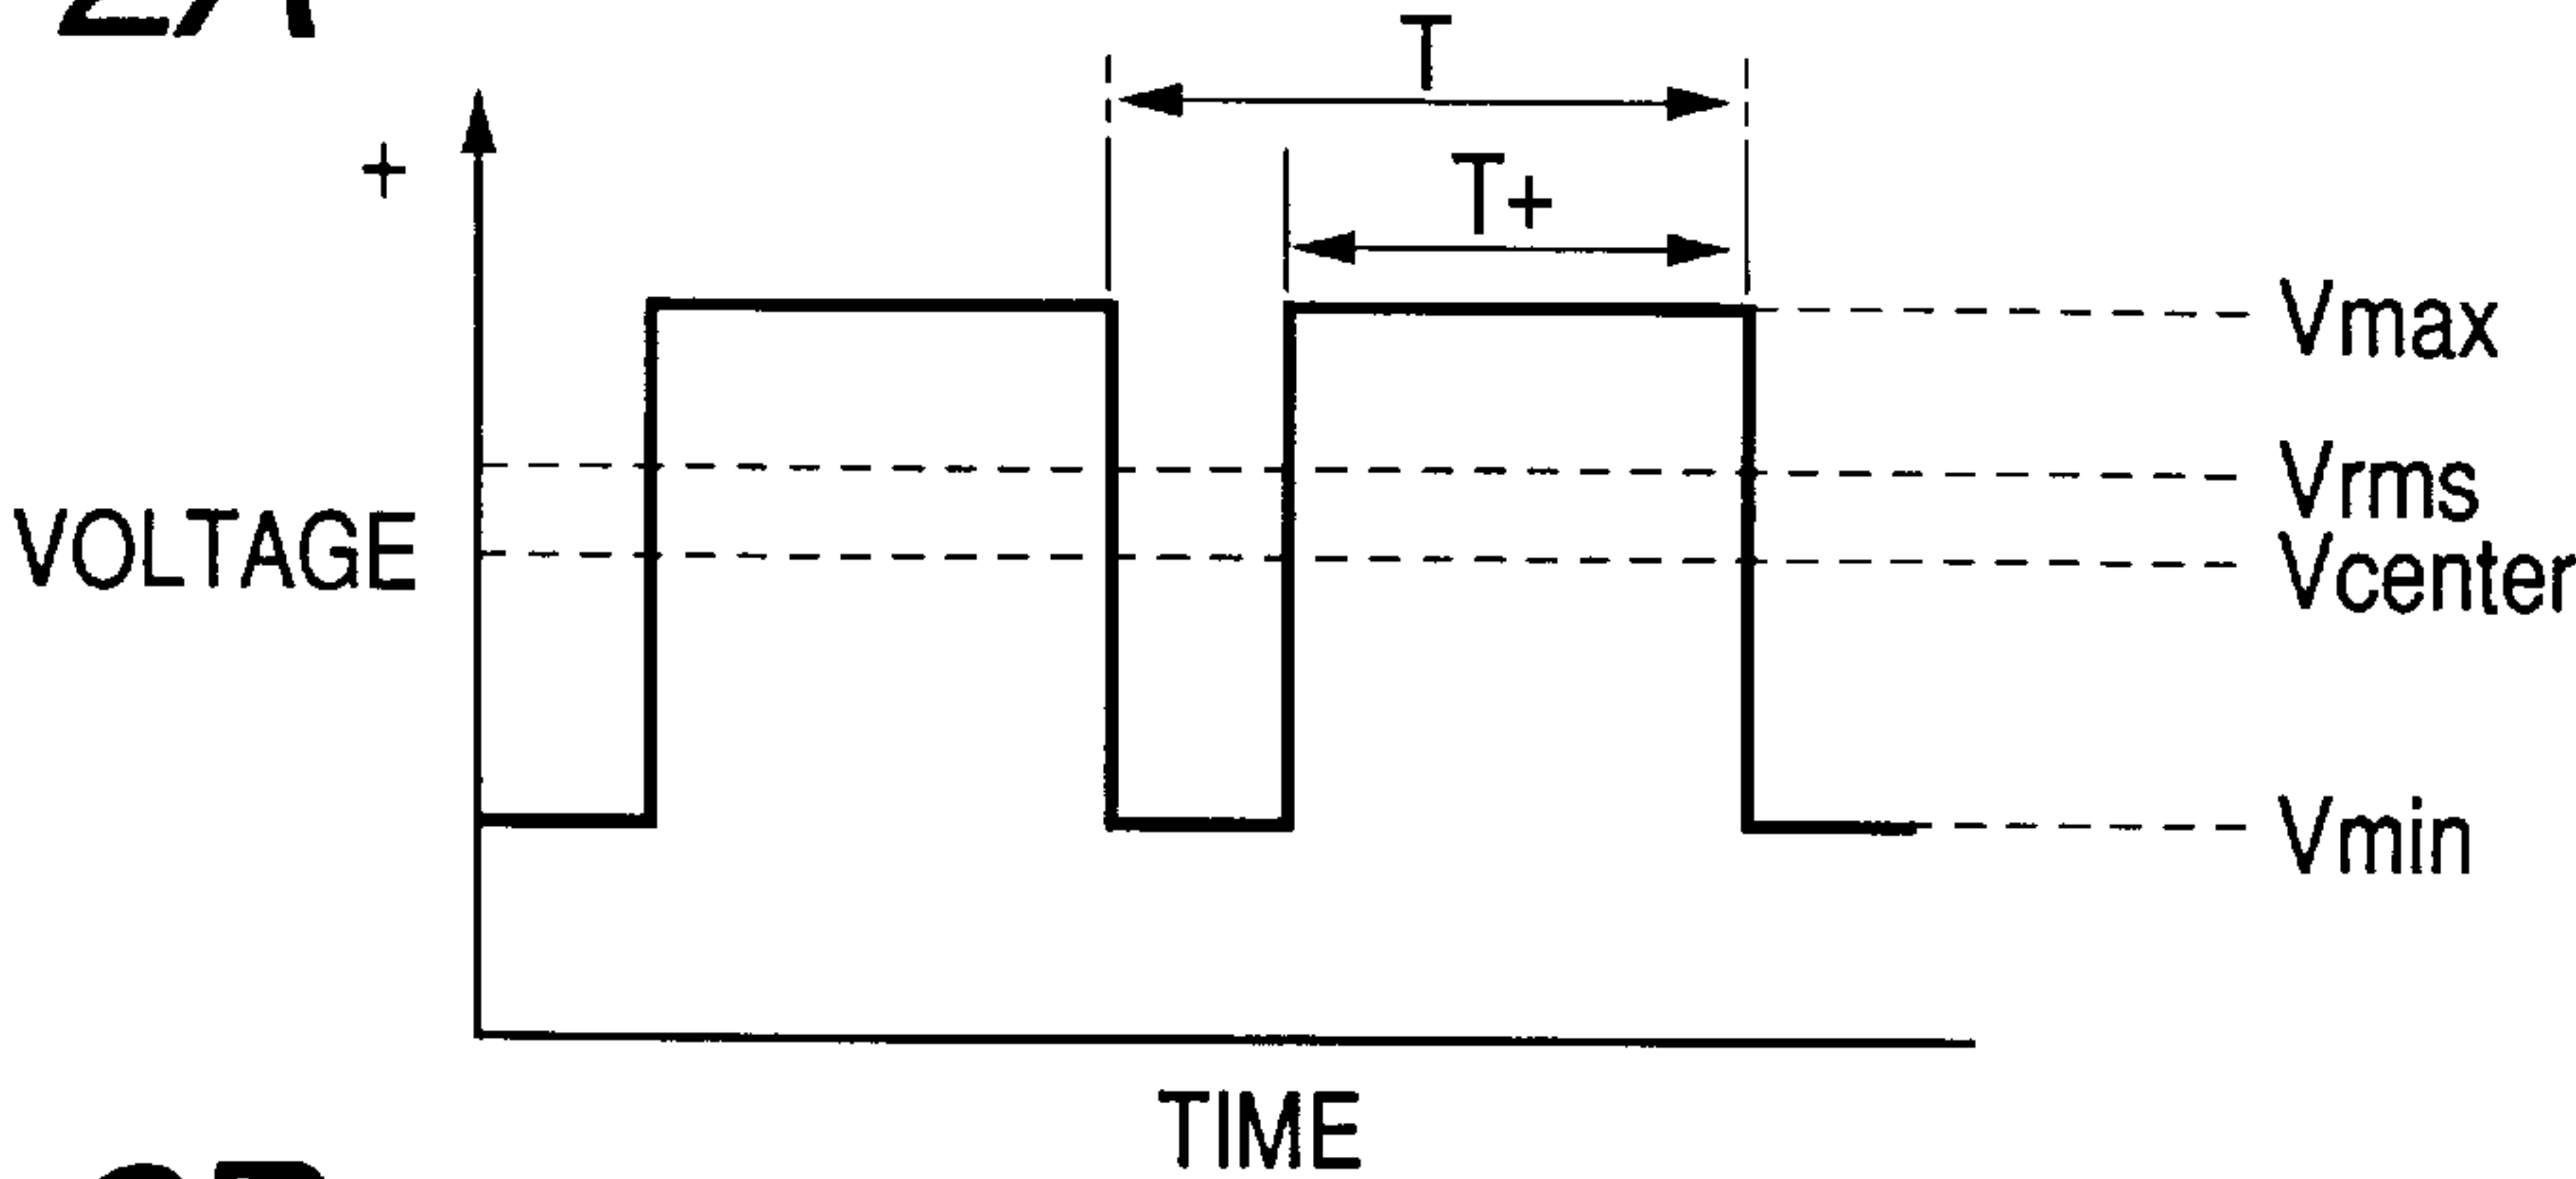 T
+
T+
Vmax
Vrms
VOLTAGE
Vcenter
Vmin
TIME